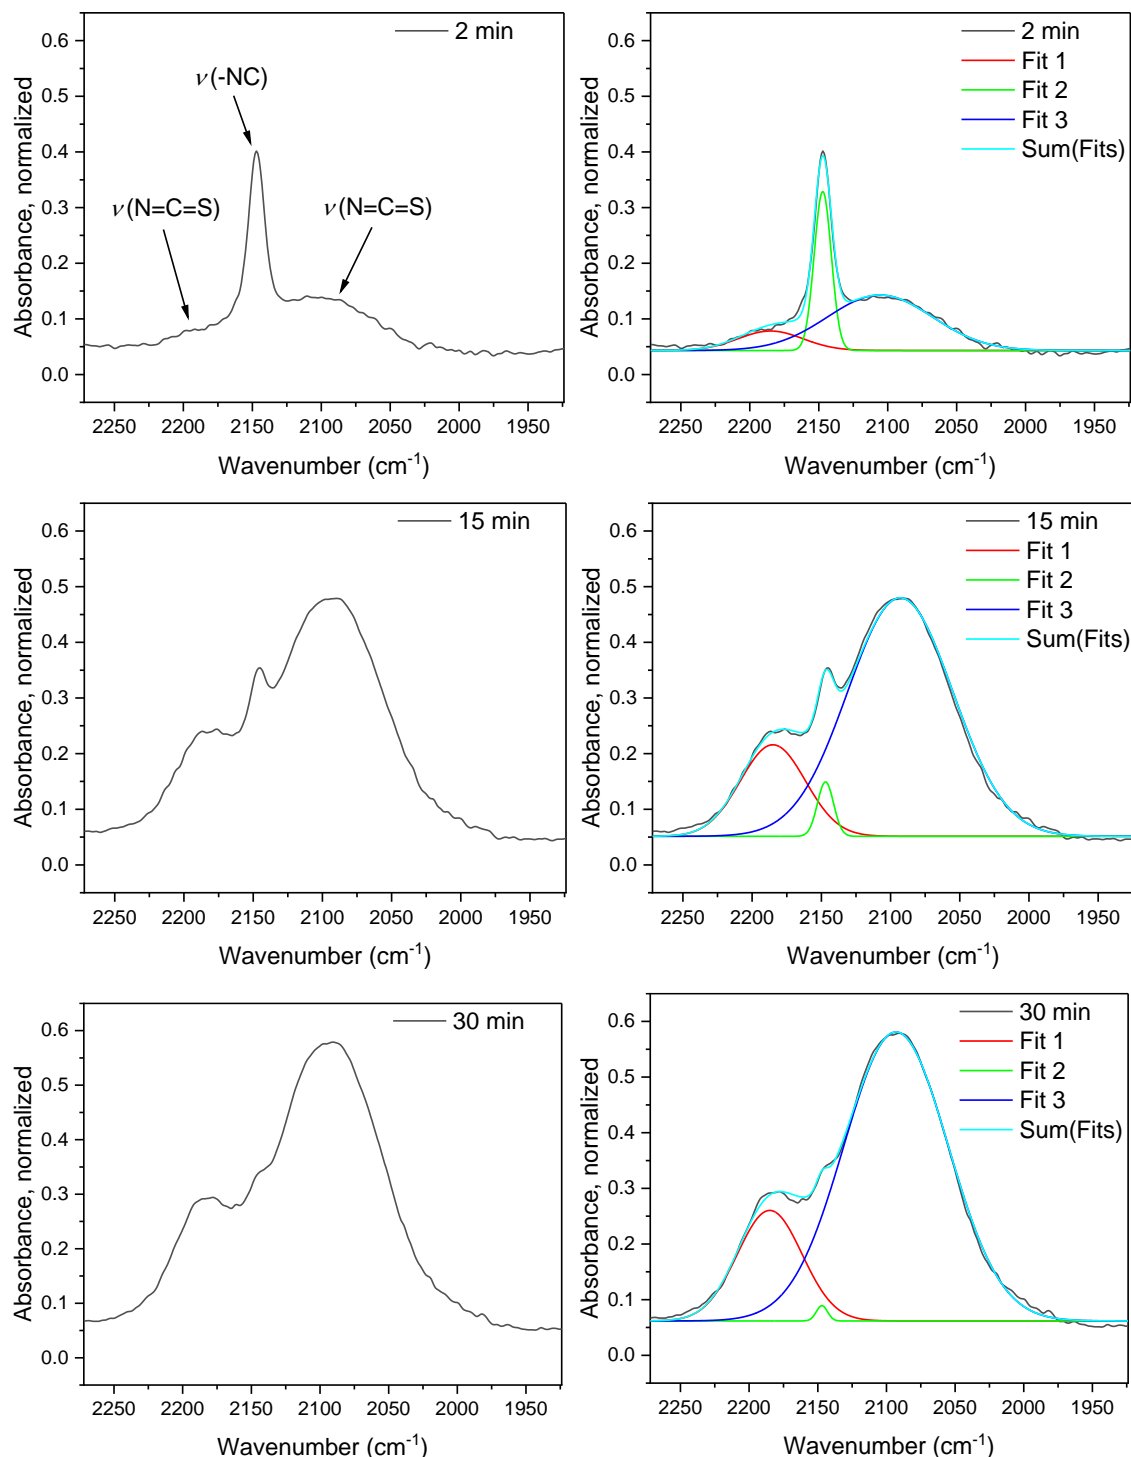 2 min
ν(-NC)
ν(N=C=S)
ν(N=C=S)
Absorbance, normalized
0.6
0.5
0.4
0.3
0.2
0.1
0.0
2250 2200 2150 2100 2050 2000 1950
Wavenumber (cm⁻¹)
2 min
Fit 1
Fit 2
Fit 3
Sum(Fits)
Absorbance, normalized
0.6
0.5
0.4
0.3
0.2
0.1
0.0
2250 2200 2150 2100 2050 2000 1950
Wavenumber (cm⁻¹)
15 min
Absorbance, normalized
0.6
0.5
0.4
0.3
0.2
0.1
0.0
2250 2200 2150 2100 2050 2000 1950
Wavenumber (cm⁻¹)
15 min
Fit 1
Fit 2
Fit 3
Sum(Fits)
Absorbance, normalized
0.6
0.5
0.4
0.3
0.2
0.1
0.0
2250 2200 2150 2100 2050 2000 1950
Wavenumber (cm⁻¹)
30 min
Absorbance, normalized
0.6
0.5
0.4
0.3
0.2
0.1
0.0
2250 2200 2150 2100 2050 2000 1950
Wavenumber (cm⁻¹)
30 min
Fit 1
Fit 2
Fit 3
Sum(Fits)
Absorbance, normalized
0.6
0.5
0.4
0.3
0.2
0.1
0.0
2250 2200 2150 2100 2050 2000 1950
Wavenumber (cm⁻¹)